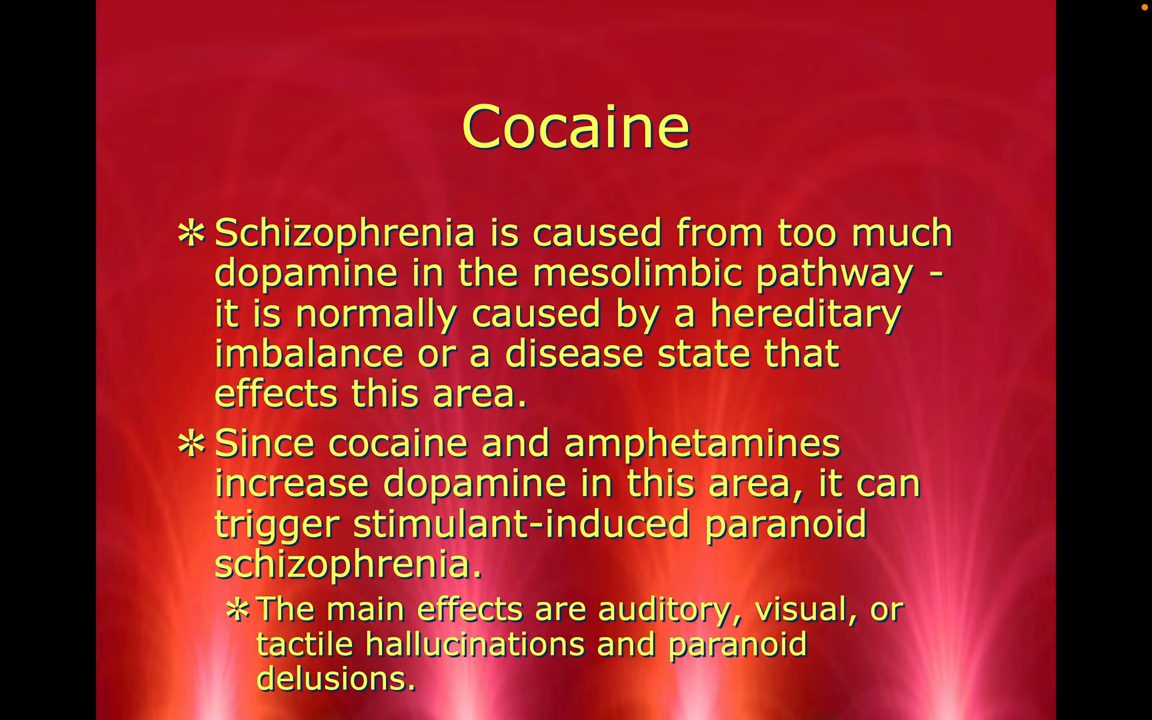 Cocaine
* Schizophrenia is caused from too much
dopamine in the mesolimbic pathway -
it is normally caused by a hereditary
imbalance or a disease state that
effects this area.
* Since cocaine and amphetamines
increase dopamine in this area, it can
trigger stimulant-induced paranoid
schizophrenia.
* The main effects are auditory, visual, or
tactile hallucinations and paranoid
delusions.